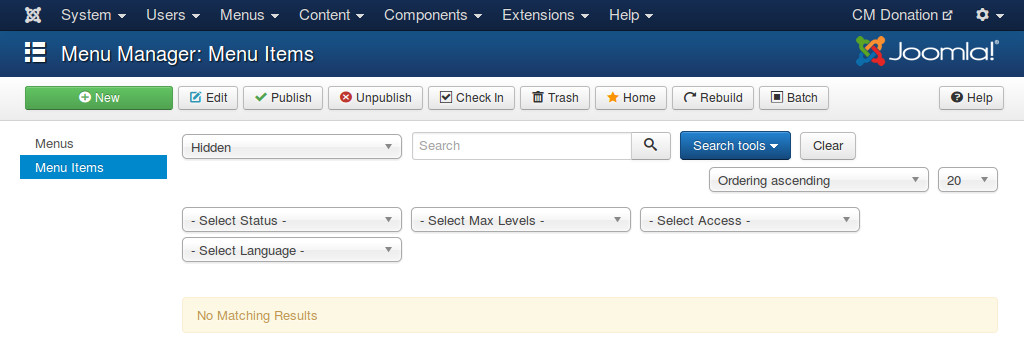 System Users Menus Content Components Extensions Help CM Donation
Menu Manager: Menu Items Joomla!®
New Edit Publish Unpublish Check In Trash Home Rebuild Batch Help
Menus
Menu Items
Hidden Search Search tools Clear
Ordering ascending 20
- Select Status - - Select Max Levels - - Select Access -
- Select Language -
No Matching Results